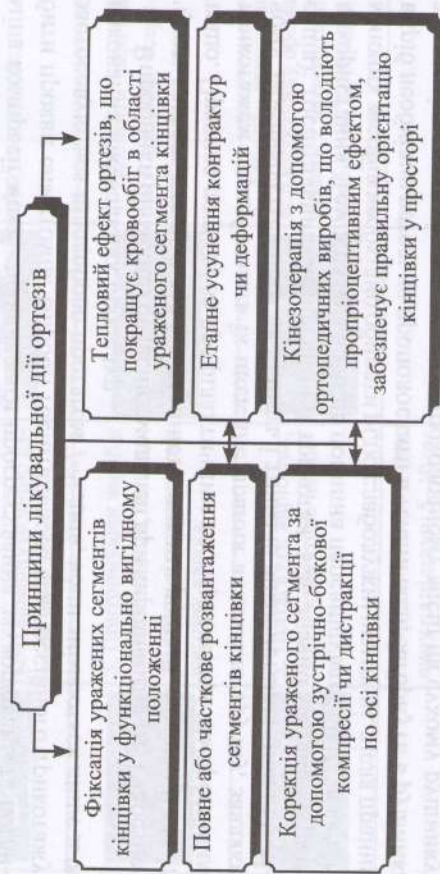 Принципи лікувальної дії ортезів
Фіксація уражених сегментів
кінцівки у функціонально вигідному
положенні
Повне або часткове розвантаження
сегментів кінцівки
Корекція ураженого сегмента за
допомогою зустрічно-бокової
компресії чи дистракції
по осі кінцівки
Тепловий ефект ортезів, що
покращує кровообіг в області
ураженого сегмента кінцівки
Етапне усунення контрактур
чи деформацій
Кінезотерапія з допомогою
ортопедичних виробів, що володіють
пропріоцептивним ефектом,
забезпечує правильну орієнтацію
кінцівки у просторі